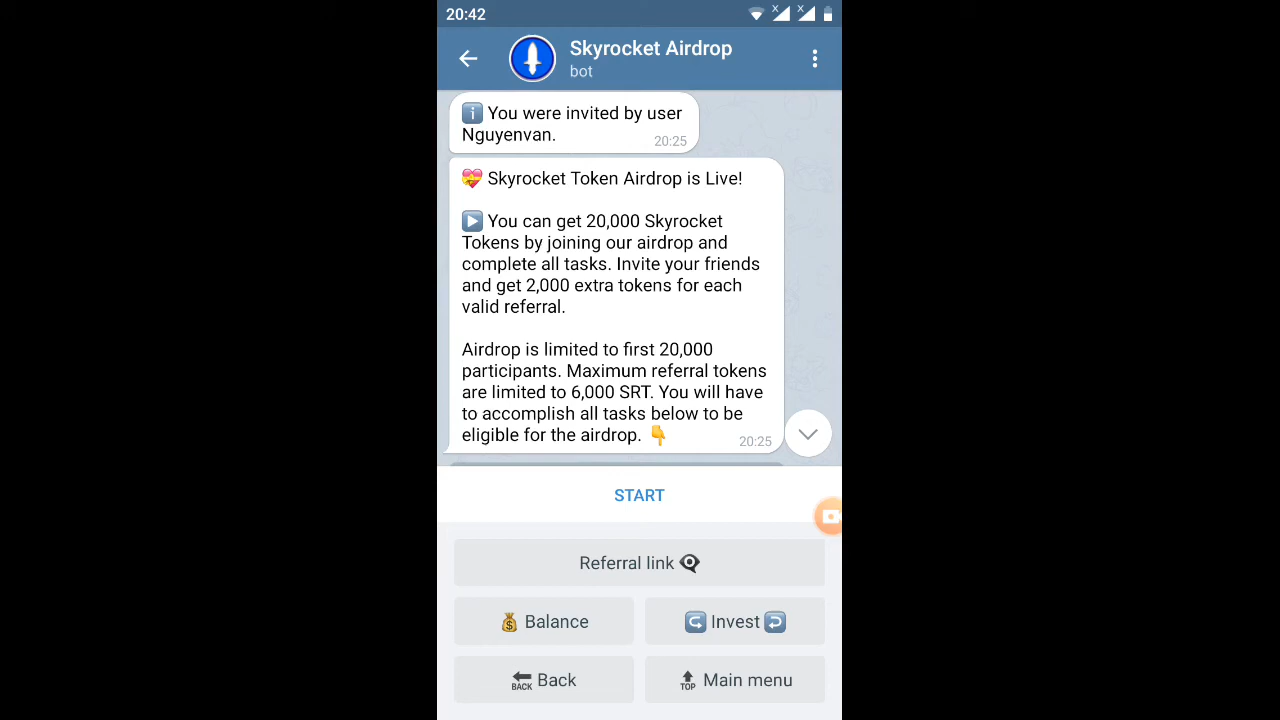 20:42
Skyrocket Airdrop
bot
You were invited by user
Nguyenvan.
20:25
Skyrocket Token Airdrop is Live!
You can get 20,000 Skyrocket
Tokens by joining our airdrop and
complete all tasks. Invite your friends
and get 2,000 extra tokens for each
valid referral.
Airdrop is limited to first 20,000
participants. Maximum referral tokens
are limited to 6,000 SRT. You will have
to accomplish all tasks below to be
eligible for the airdrop.
20:25
START
Referral link
Balance
Invest
BACK Back
TOP Main menu